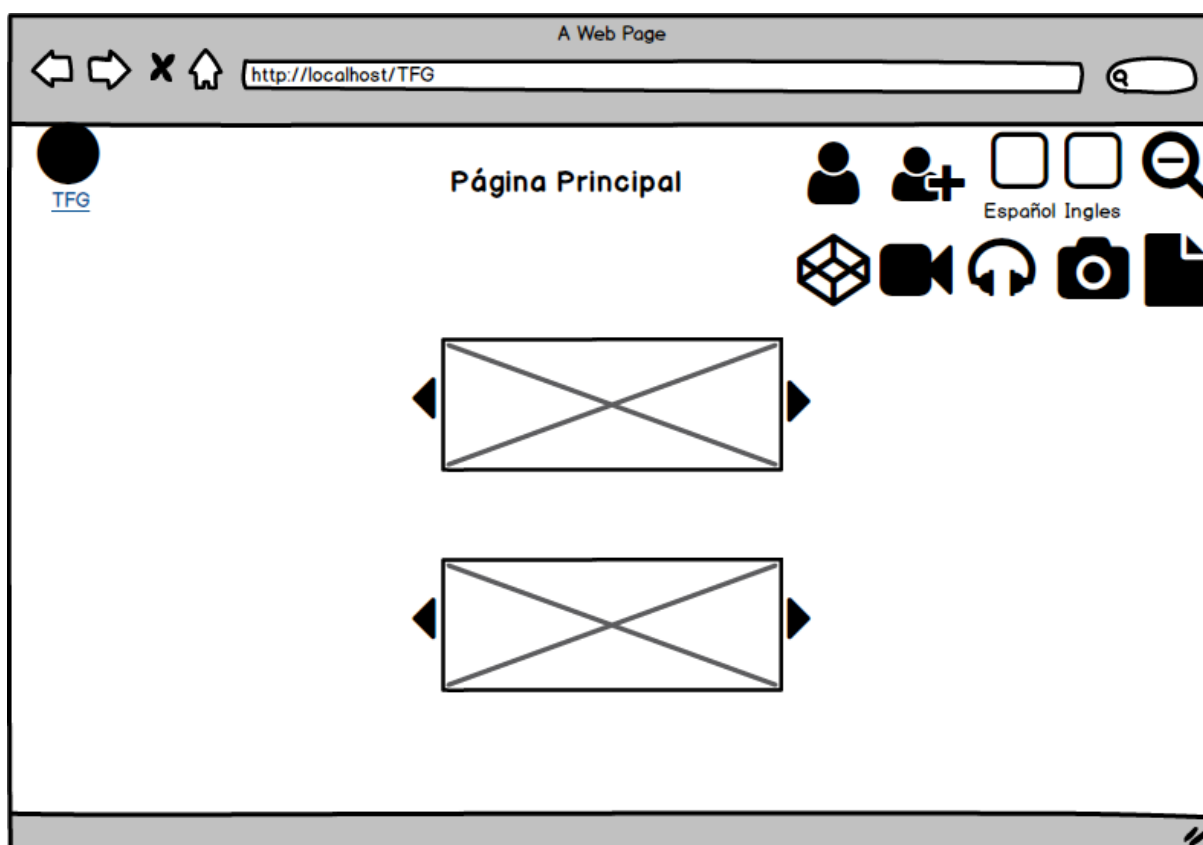 A Web Page
http://localhost/TFG
TFG
Página Principal
Español Ingles